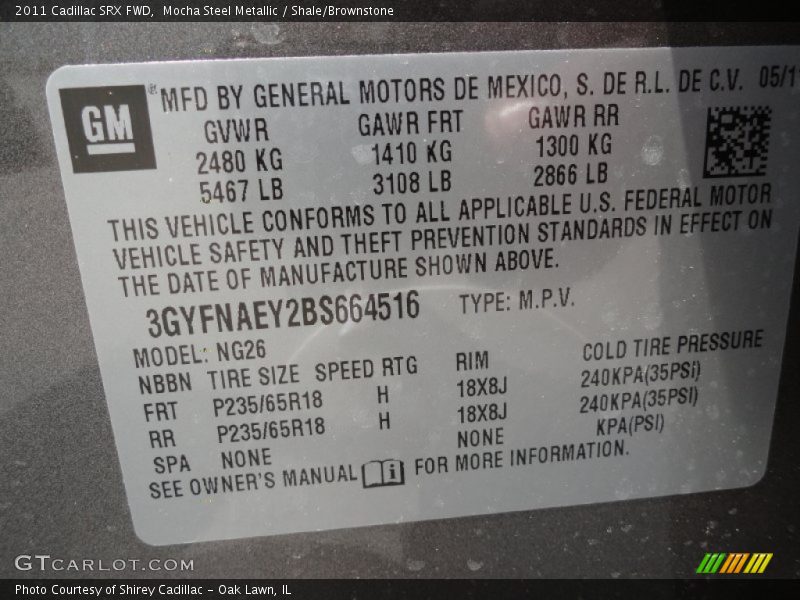 2011 Cadillac SRX FWD,  Mocha Steel Metallic / Shale/Brownstone
GM ® MFD BY GENERAL MOTORS DE MEXICO, S. DE R.L. DE C.V. 05/1
GVWR GAWR FRT GAWR RR
2480 KG 1410 KG 1300 KG
5467 LB 3108 LB 2866 LB
THIS VEHICLE CONFORMS TO ALL APPLICABLE U.S. FEDERAL MOTOR
VEHICLE SAFETY AND THEFT PREVENTION STANDARDS IN EFFECT ON
THE DATE OF MANUFACTURE SHOWN ABOVE.
3GYFNAEY2BS664516 TYPE: M.P.V.
MODEL: NG26
NBBN TIRE SIZE SPEED RTG RIM COLD TIRE PRESSURE
FRT P235/65R18 H 18X8J 240KPA(35PSI)
RR P235/65R18 H 18X8J 240KPA(35PSI)
SPA NONE NONE KPA(PSI)
SEE OWNER'S MANUAL i FOR MORE INFORMATION.
GTCARLOT.COM
Photo Courtesy of Shirey Cadillac - Oak Lawn, IL